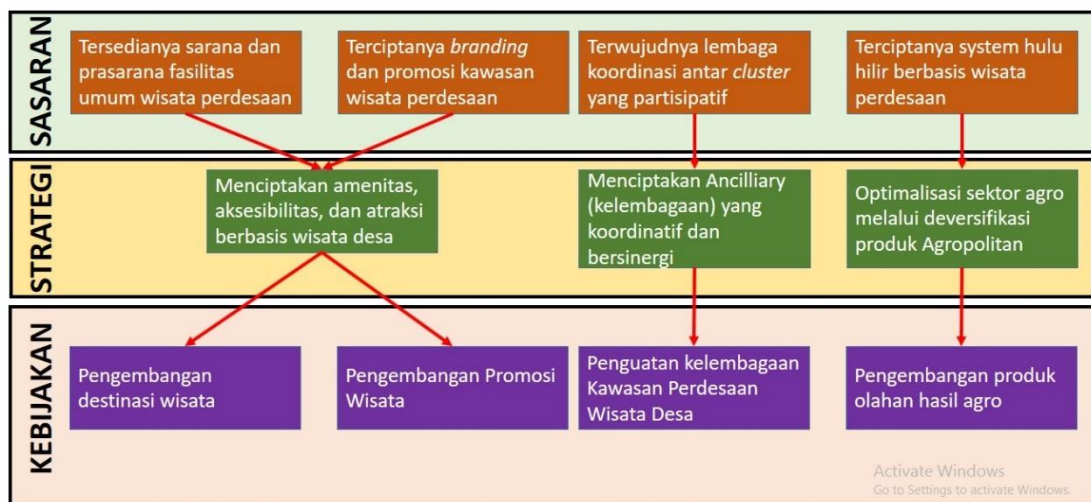 SASARAN
Tersedianya sarana dan
prasarana fasilitas
umum wisata perdesaan
Terciptanya branding
dan promosi kawasan
wisata perdesaan
Terwujudnya lembaga
koordinasi antar cluster
yang partisipatif
Terciptanya system hulu
hilir berbasis wisata
perdesaan
STRATEGI
Menciptakan amenitas,
aksesibilitas, dan atraksi
berbasis wisata desa
Menciptakan Ancilliary
(kelembagaan) yang
koordinatif dan
bersinergi
Optimalisasi sektor agro
melalui deversifikasi
produk Agropolitan
KEBIJAKAN
Pengembangan
destinasi wisata
Pengembangan Promosi
Wisata
Penguatan kelembagaan
Kawasan Perdesaan
Wisata Desa
Pengembangan produk
olahan hasil agro
Activate Windows
Go to Settings to activate Windows.